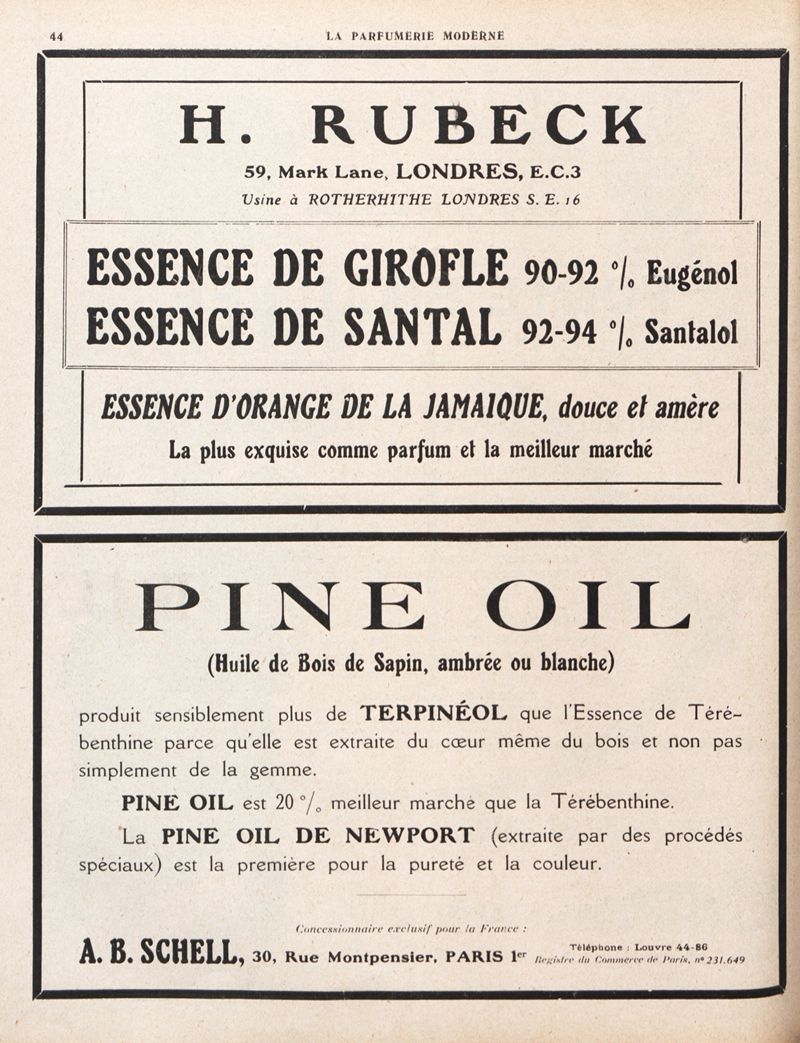 44
LA PARFUMERIE MODERNE
H. RUBECK
59, Mark Lane, LONDRES, E.C.3
Usine à ROTHERHITHE LONDRES S. E. 16
ESSENCE DE GIROFLE 90-92 % Eugénol
ESSENCE DE SANTAL 92-94 % Santalol
ESSENCE D'ORANGE DE LA JAMAIQUE, douce et amère
La plus exquise comme parfum et la meilleur marché
PINE OIL
(Huile de Bois de Sapin, ambrée ou blanche)
produit sensiblement plus de TERPINÉOL que l'Essence de Téré-
benthine parce qu'elle est extraite du cœur même du bois et non pas
simplement de la gemme.
PINE OIL est 20 % meilleur marché que la Térébenthine.
La PINE OIL DE NEWPORT (extraite par des procédés
spéciaux) est la première pour la pureté et la couleur.
Concessionnaire exclusif pour la France :
A. B. SCHELL, 30, Rue Montpensier, PARIS 1er
Téléphone : Louvre 44-86
Registre du Commerce de Paris, n° 231.649